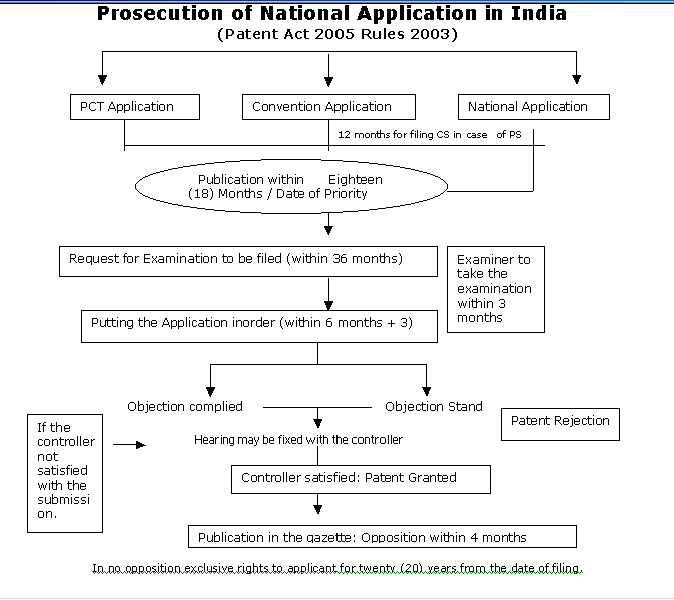 Prosecution of National Application in India
(Patent Act 2005 Rules 2003)
PCT Application
Convention Application
National Application
12 months for filing CS in case of PS
Publication within Eighteen
(18) Months / Date of Priority
Request for Examination to be filed (within 36 months)
Examiner to
take the
examination
within 3
months
Putting the Application inorder (within 6 months + 3)
Objection complied
Objection Stand
Patent Rejection
If the
controller
not
satisfied
with the
submissi
on.
Hearing may be fixed with the controller
Controller satisfied: Patent Granted
Publication in the gazette: Opposition within 4 months
In no opposition exclusive rights to applicant for twenty (20) years from the date of filing.